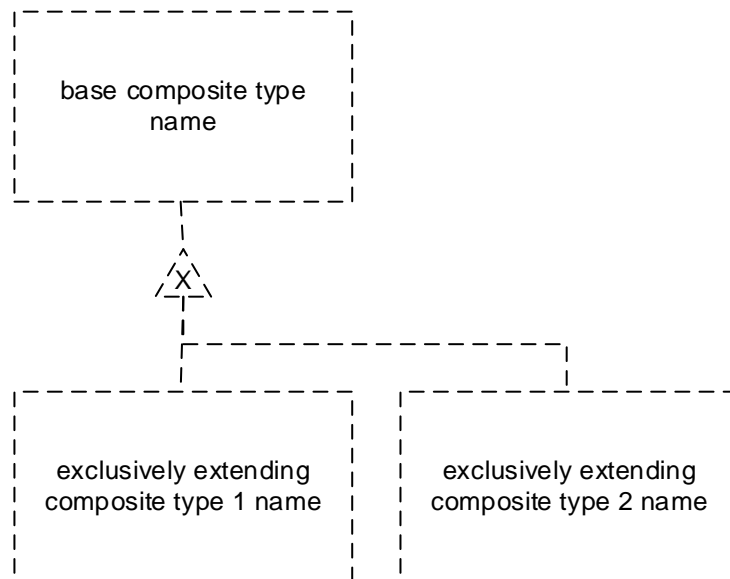 base composite type
name
X
exclusively extending
composite type 1 name
exclusively extending
composite type 2 name